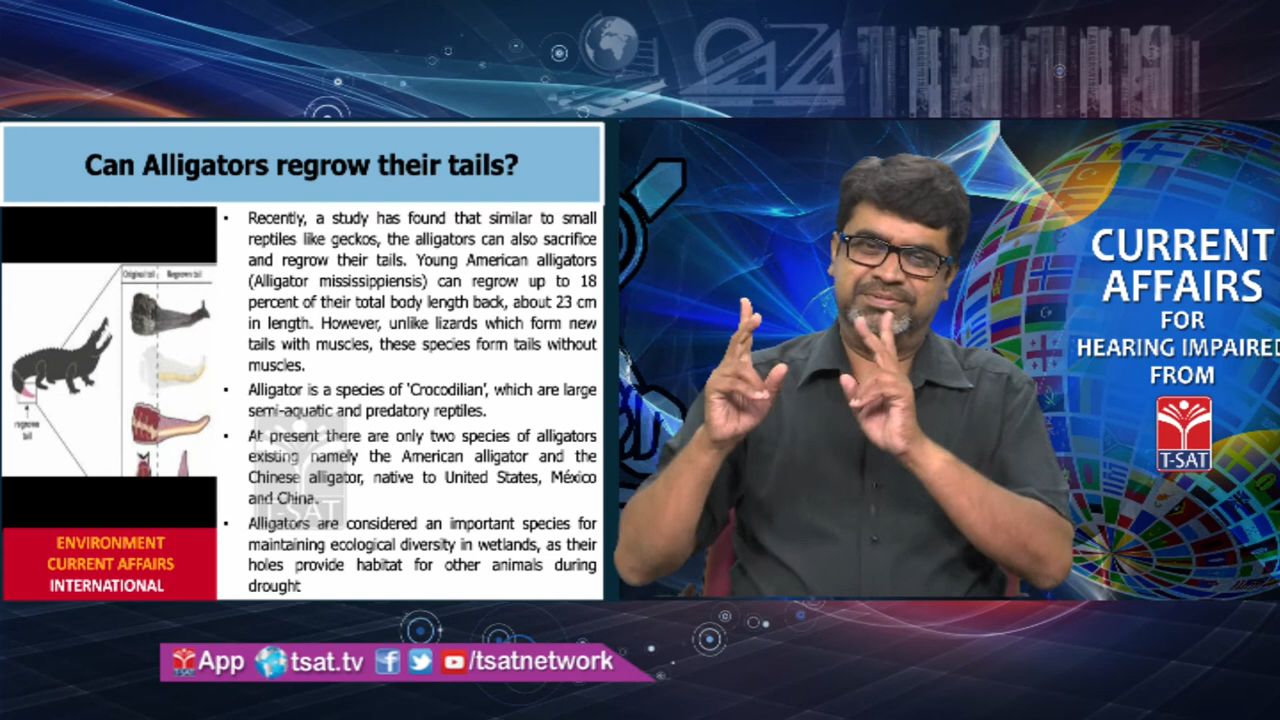 Can Alligators regrow their tails?
Original tail
Regrown tail
regrown
tail
• Recently, a study has found that similar to small
reptiles like geckos, the alligators can also sacrifice
and regrow their tails. Young American alligators
(Alligator mississippiensis) can regrow up to 18
percent of their total body length back, about 23 cm
in length. However, unlike lizards which form new
tails with muscles, these species form tails without
muscles.
• Alligator is a species of ‘Crocodilian’, which are large
semi-aquatic and predatory reptiles.
• At present there are only two species of alligators
existing namely the American alligator and the
Chinese alligator, native to United States, México
and China.
• Alligators are considered an important species for
maintaining ecological diversity in wetlands, as their
holes provide habitat for other animals during
drought
T-SAT
ENVIRONMENT
CURRENT AFFAIRS
INTERNATIONAL
CURRENT
AFFAIRS
FOR
HEARING IMPAIRED
FROM
T-SAT
App tsat.tv /tsatnetwork